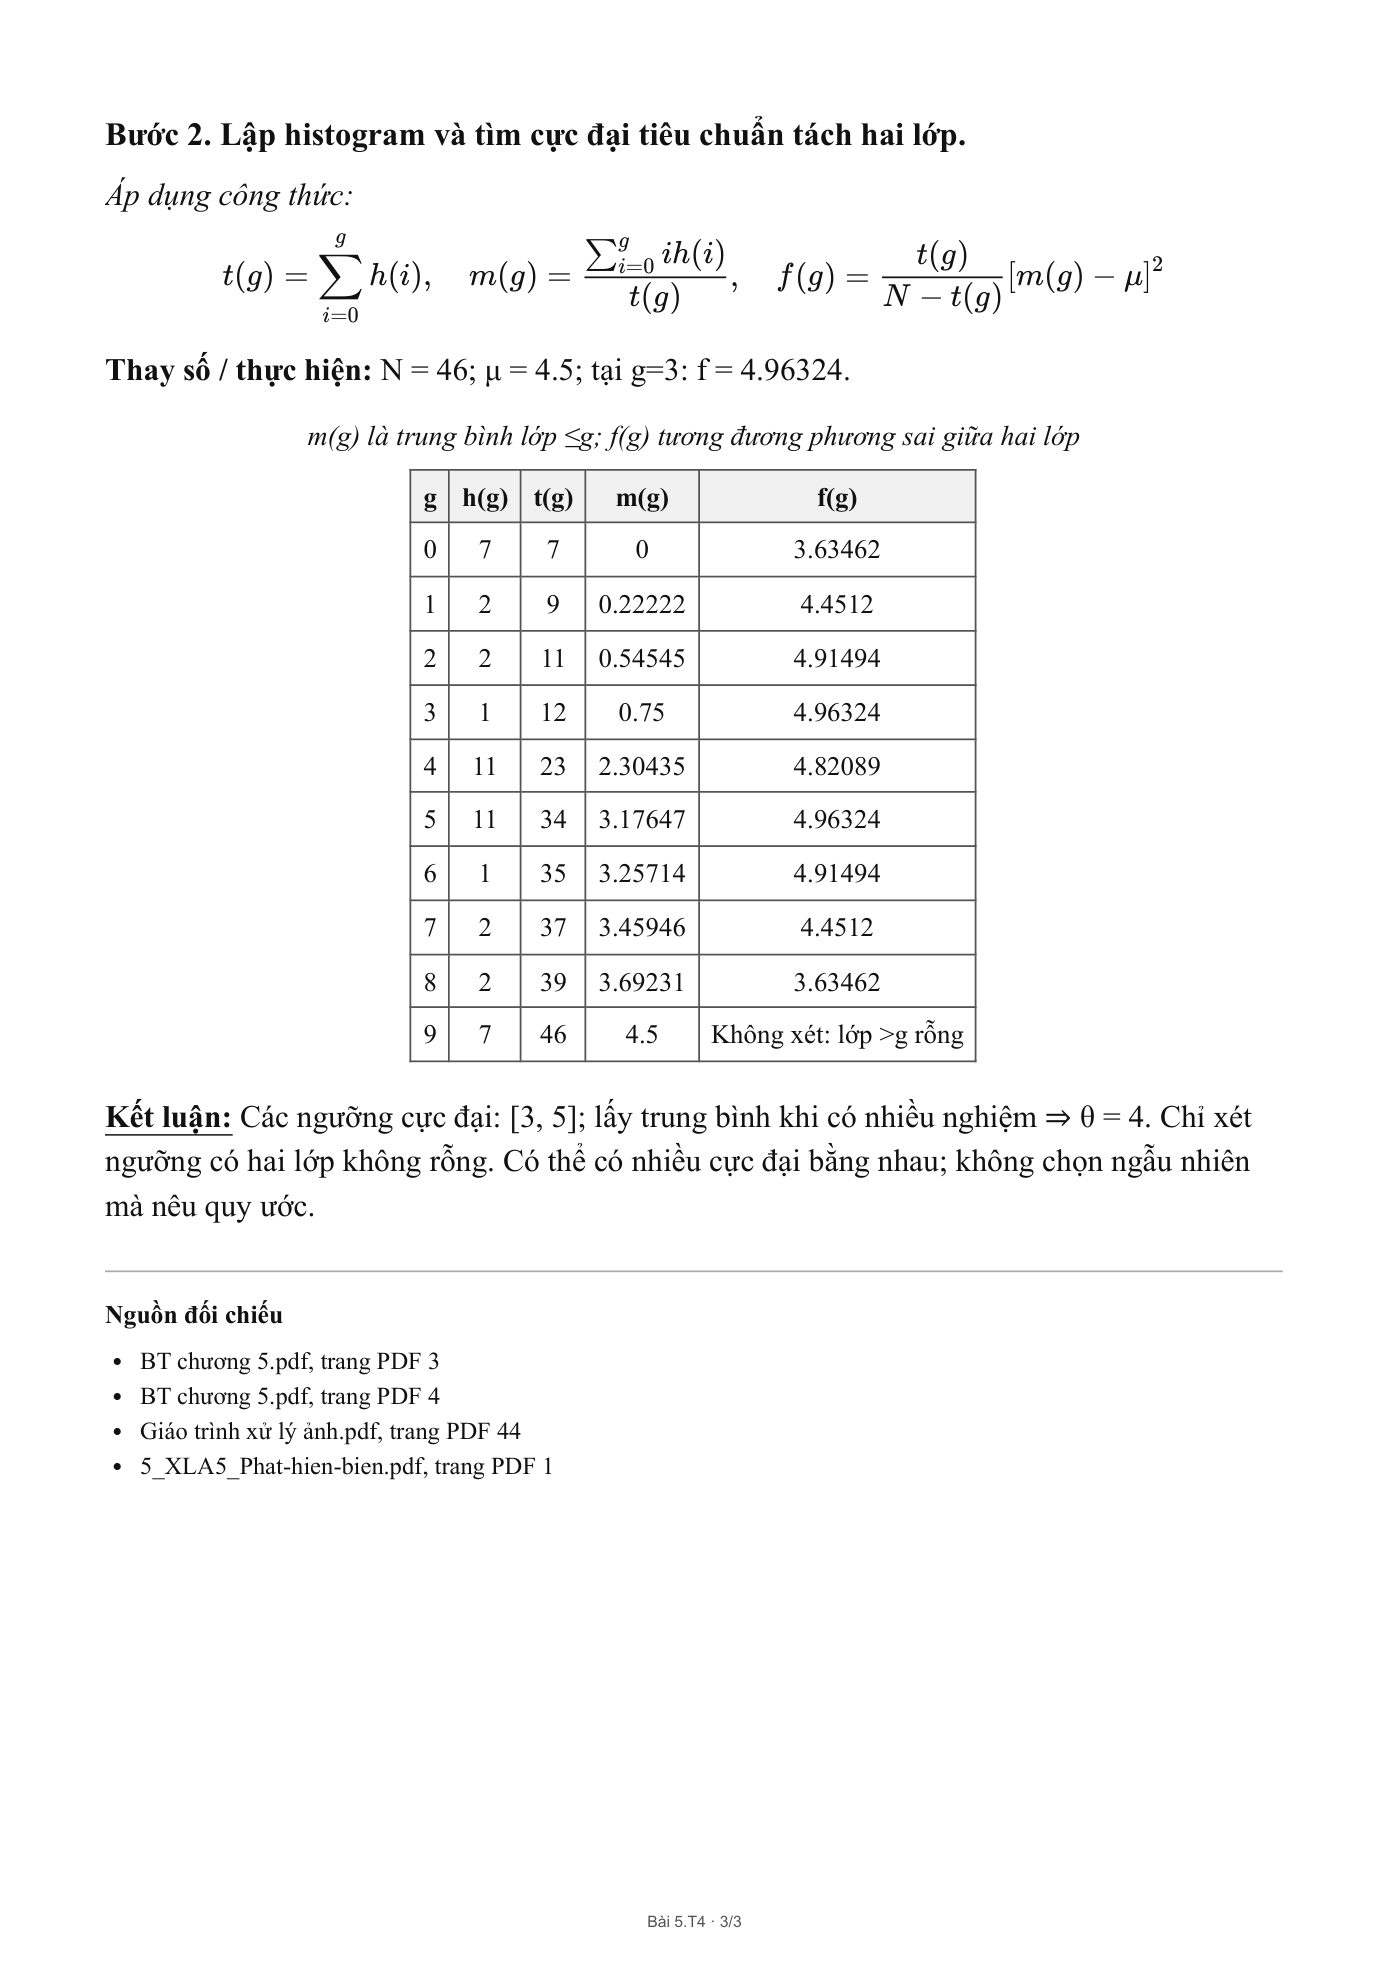 Bước 2. Lập histogram và tìm cực đại tiêu chuẩn tách hai lớp.
Áp dụng công thức:
t(g) = ∑_{i=0}^{g} h(i),  m(g) = \frac{∑_{i=0}^{g} ih(i)}{t(g)},  f(g) = \frac{t(g)}{N − t(g)}[m(g) − μ]²
Thay số / thực hiện: N = 46; μ = 4.5; tại g=3: f = 4.96324.
m(g) là trung bình lớp ≤g; f(g) tương đương phương sai giữa hai lớp
g h(g) t(g) m(g) f(g)
0 7 7 0 3.63462
1 2 9 0.22222 4.4512
2 2 11 0.54545 4.91494
3 1 12 0.75 4.96324
4 11 23 2.30435 4.82089
5 11 34 3.17647 4.96324
6 1 35 3.25714 4.91494
7 2 37 3.45946 4.4512
8 2 39 3.69231 3.63462
9 7 46 4.5 Không xét: lớp >g rỗng
Kết luận: Các ngưỡng cực đại: [3, 5]; lấy trung bình khi có nhiều nghiệm ⇒ θ = 4. Chỉ xét
ngưỡng có hai lớp không rỗng. Có thể có nhiều cực đại bằng nhau; không chọn ngẫu nhiên
mà nêu quy ước.
Nguồn đối chiếu
• BT chương 5.pdf, trang PDF 3
• BT chương 5.pdf, trang PDF 4
• Giáo trình xử lý ảnh.pdf, trang PDF 44
• 5_XLA5_Phat-hien-bien.pdf, trang PDF 1
Bài 5.T4 · 3/3